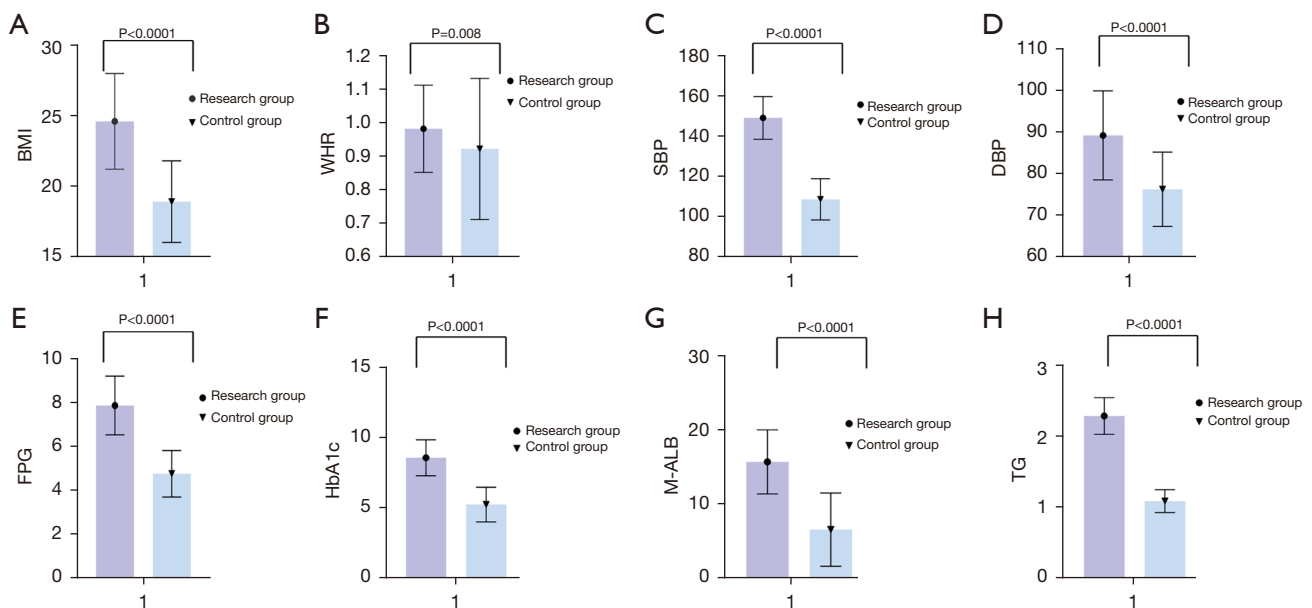 A
P<0.0001
30
25
20
15
BMI
Research group
Control group
1
B
P=0.008
1.2
1.1
1.0
0.9
0.8
0.7
0.6
WHR
Research group
Control group
1
C
P<0.0001
180
160
140
120
100
80
SBP
Research group
Control group
1
D
P<0.0001
110
100
90
80
70
60
DBP
Research group
Control group
1
E
P<0.0001
10
8
6
4
2
0
FPG
Research group
Control group
1
F
P<0.0001
15
10
5
0
HbA1c
Research group
Control group
1
G
P<0.0001
30
20
10
0
M-ALB
Research group
Control group
1
H
P<0.0001
3
2
1
0
TG
Research group
Control group
1